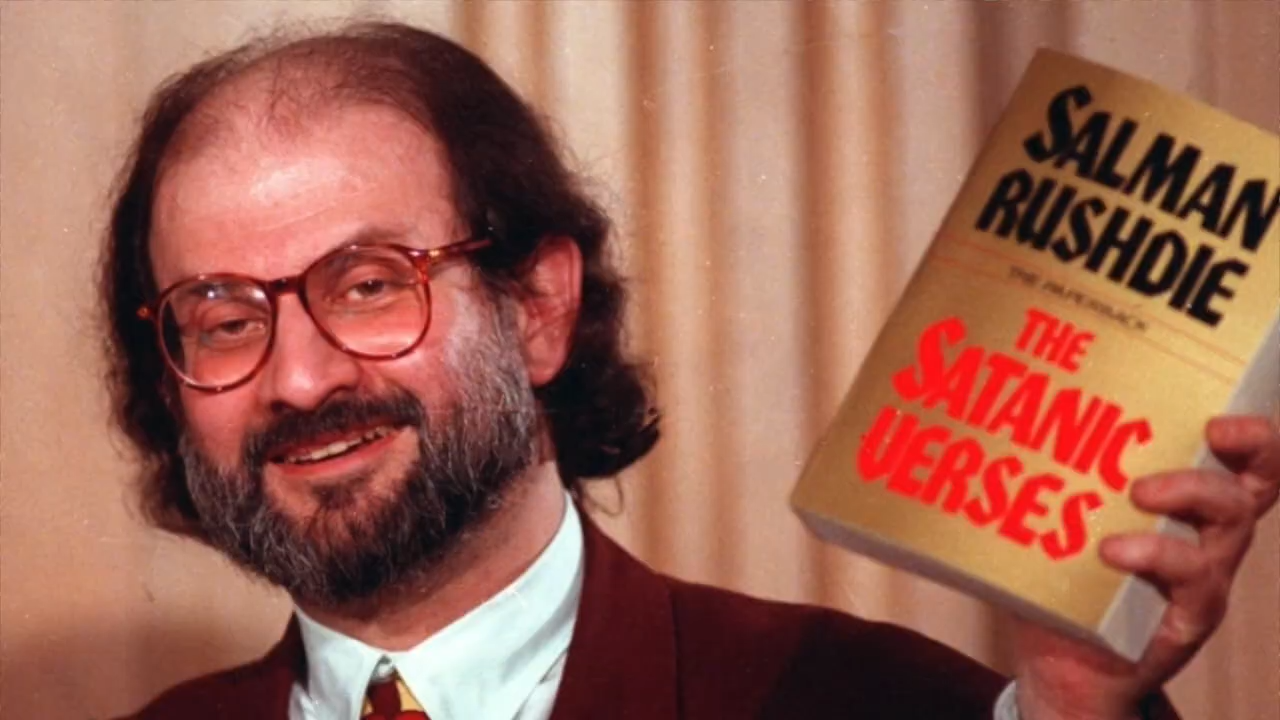 SALMAN
RUSHDIE
THE PAPERBACK
THE
SATANIC
VERSES